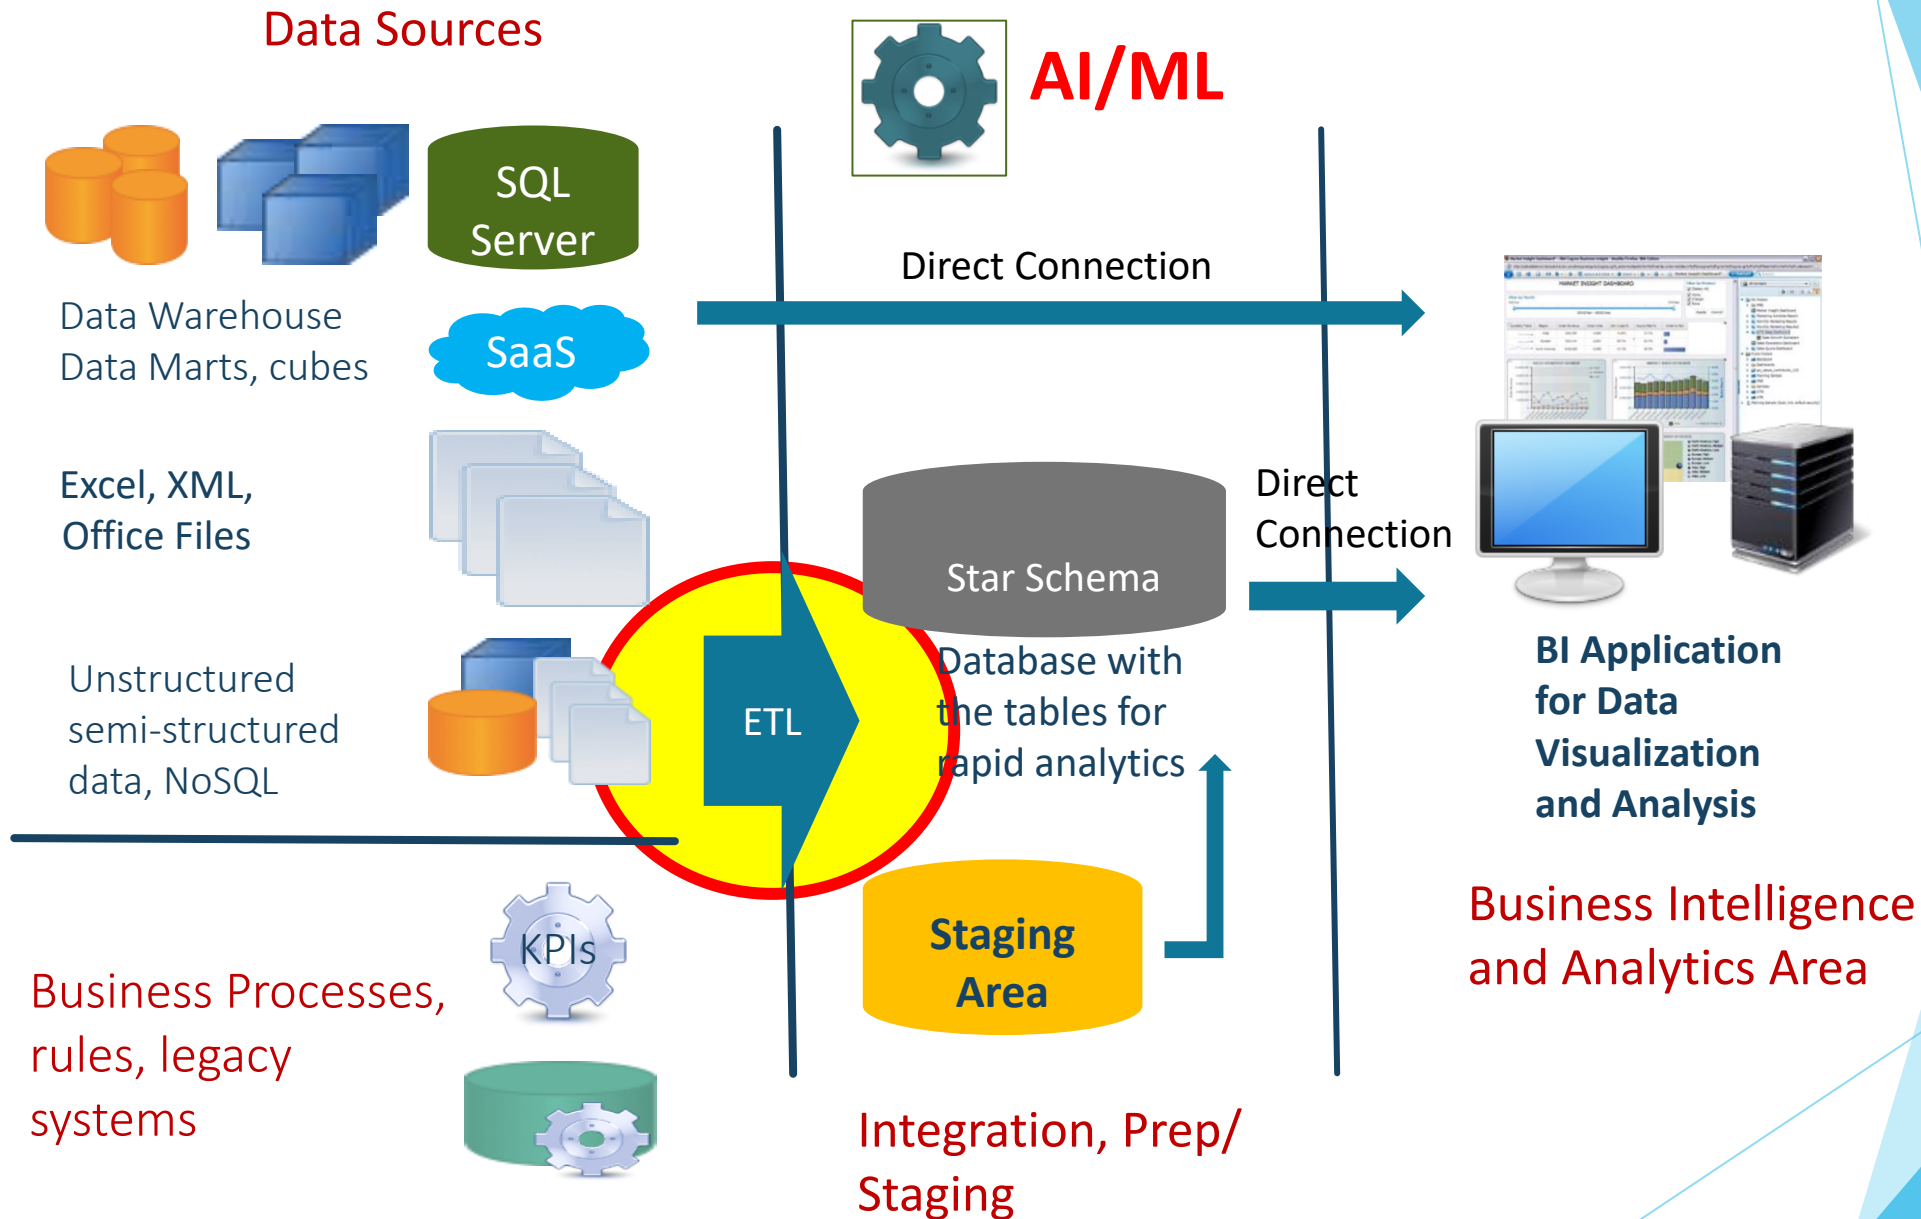 Data Sources
AI/ML
SQL
Server
Direct Connection
Data Warehouse
Data Marts, cubes
SaaS
MARKET INSIGHT DASHBOARD
Excel, XML,
Office Files
Star Schema
Direct
Connection
Database with
the tables for
rapid analytics
Unstructured
semi-structured
data, NoSQL
ETL
BI Application
for Data
Visualization
and Analysis
Staging
Area
KPIs
Business Processes,
rules, legacy
systems
Business Intelligence
and Analytics Area
Integration, Prep/
Staging